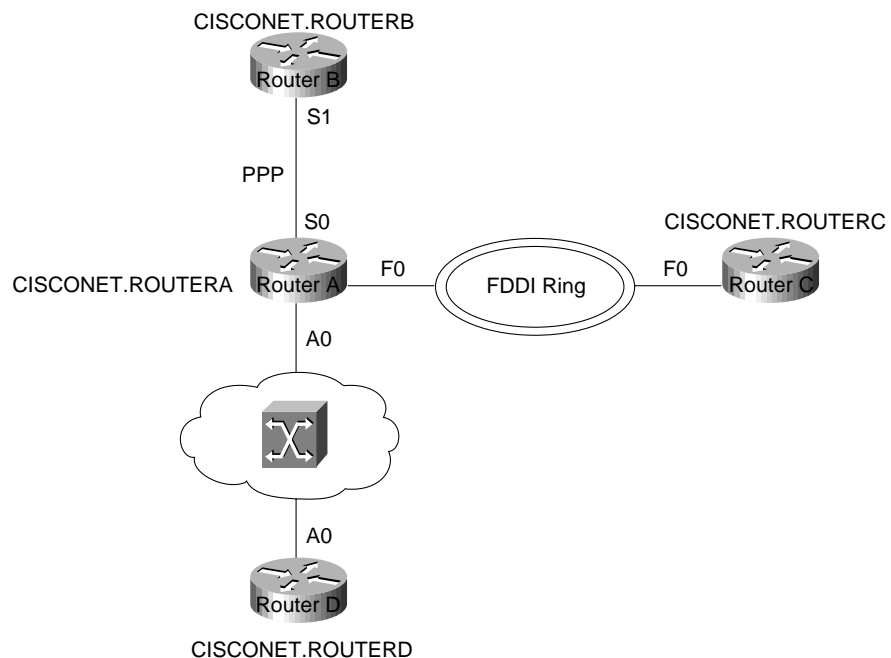 CISCONET.ROUTERB
Router B
S1
PPP
S0
CISCONET.ROUTERC
CISCONET.ROUTERA
Router A
F0
FDDI Ring
F0
Router C
A0
A0
Router D
CISCONET.ROUTERD